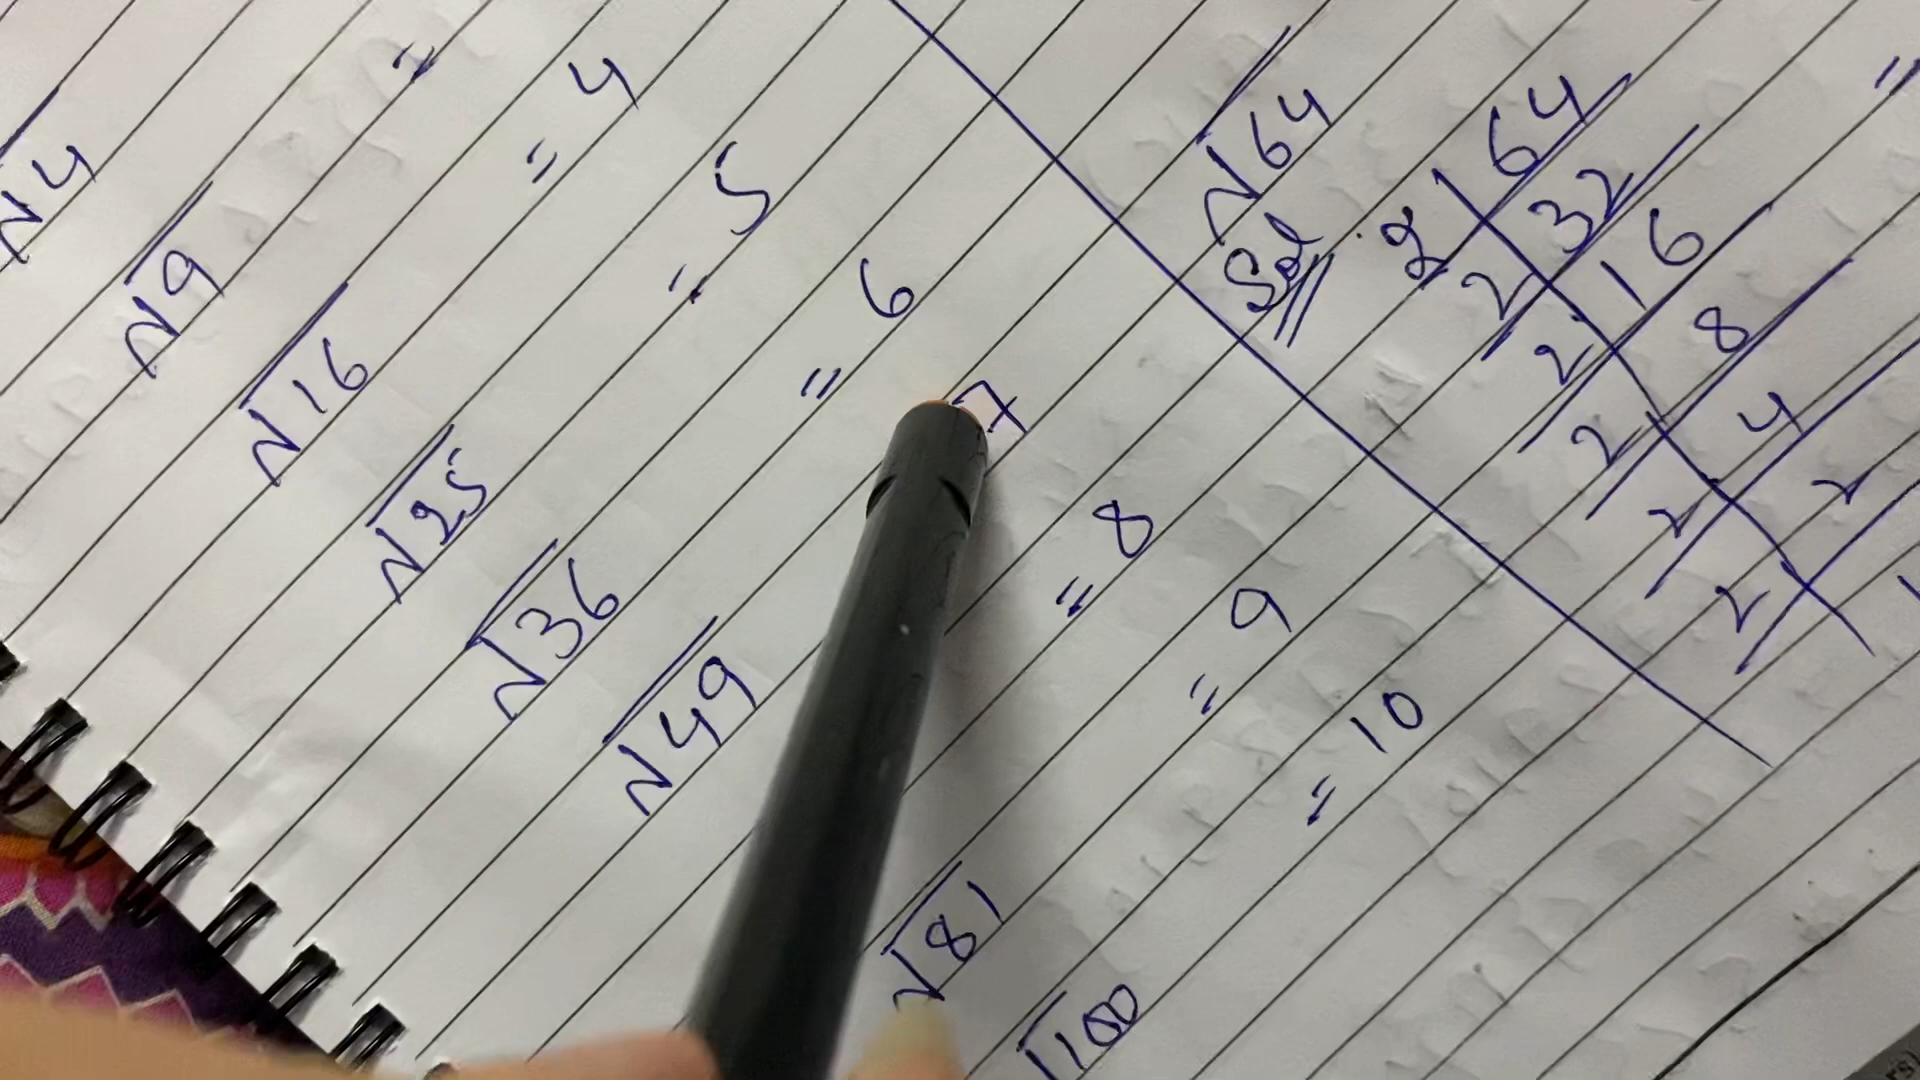 √4
√9 =
√16 = 4
√25 = 5
√36 = 6
√49 7
= 8
√81 = 9
√100 = 10
√64
Sol
2 | 64
2 | 32
2 | 16
2 | 8
2 | 4
2 | 2
=